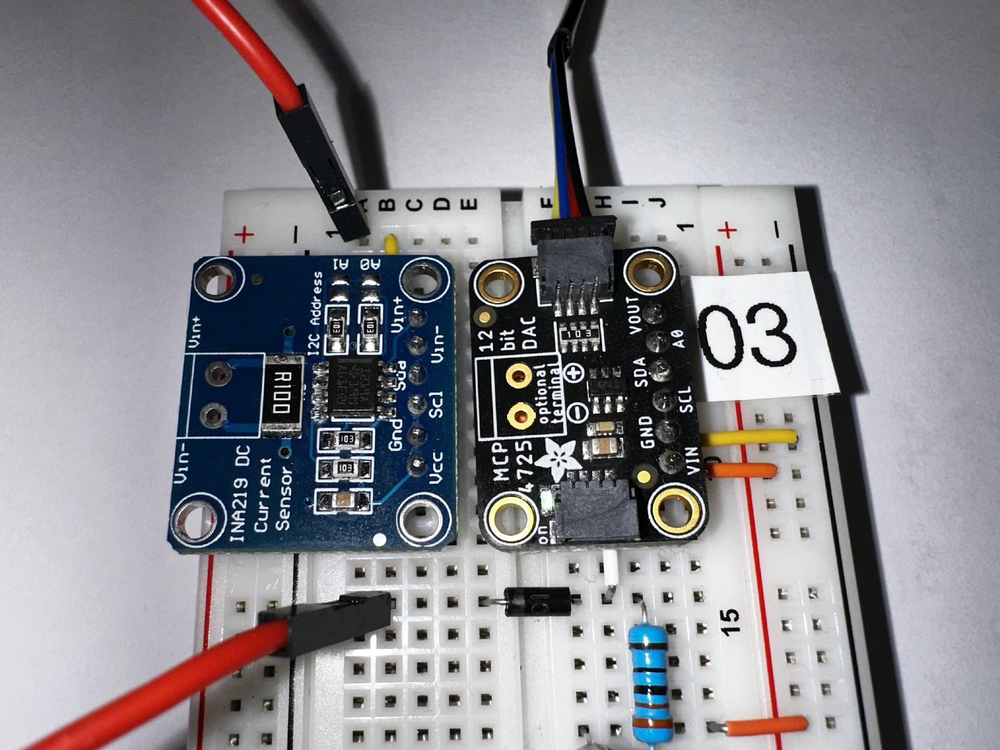 A B C D E
F H I J
+ − 1
1 + −
A1 A0
I2C Address
Vin+
Vin-
R100
103
103
103
103
Vin+
Vin-
Sda
Scl
Gnd
Vcc
INA219 DC
Current
Sensor
12
bit
DAC
103
optional
terminal
+
−
MCP
4725
on
VOUT
A0
SDA
SCL
GND
VIN
03
15